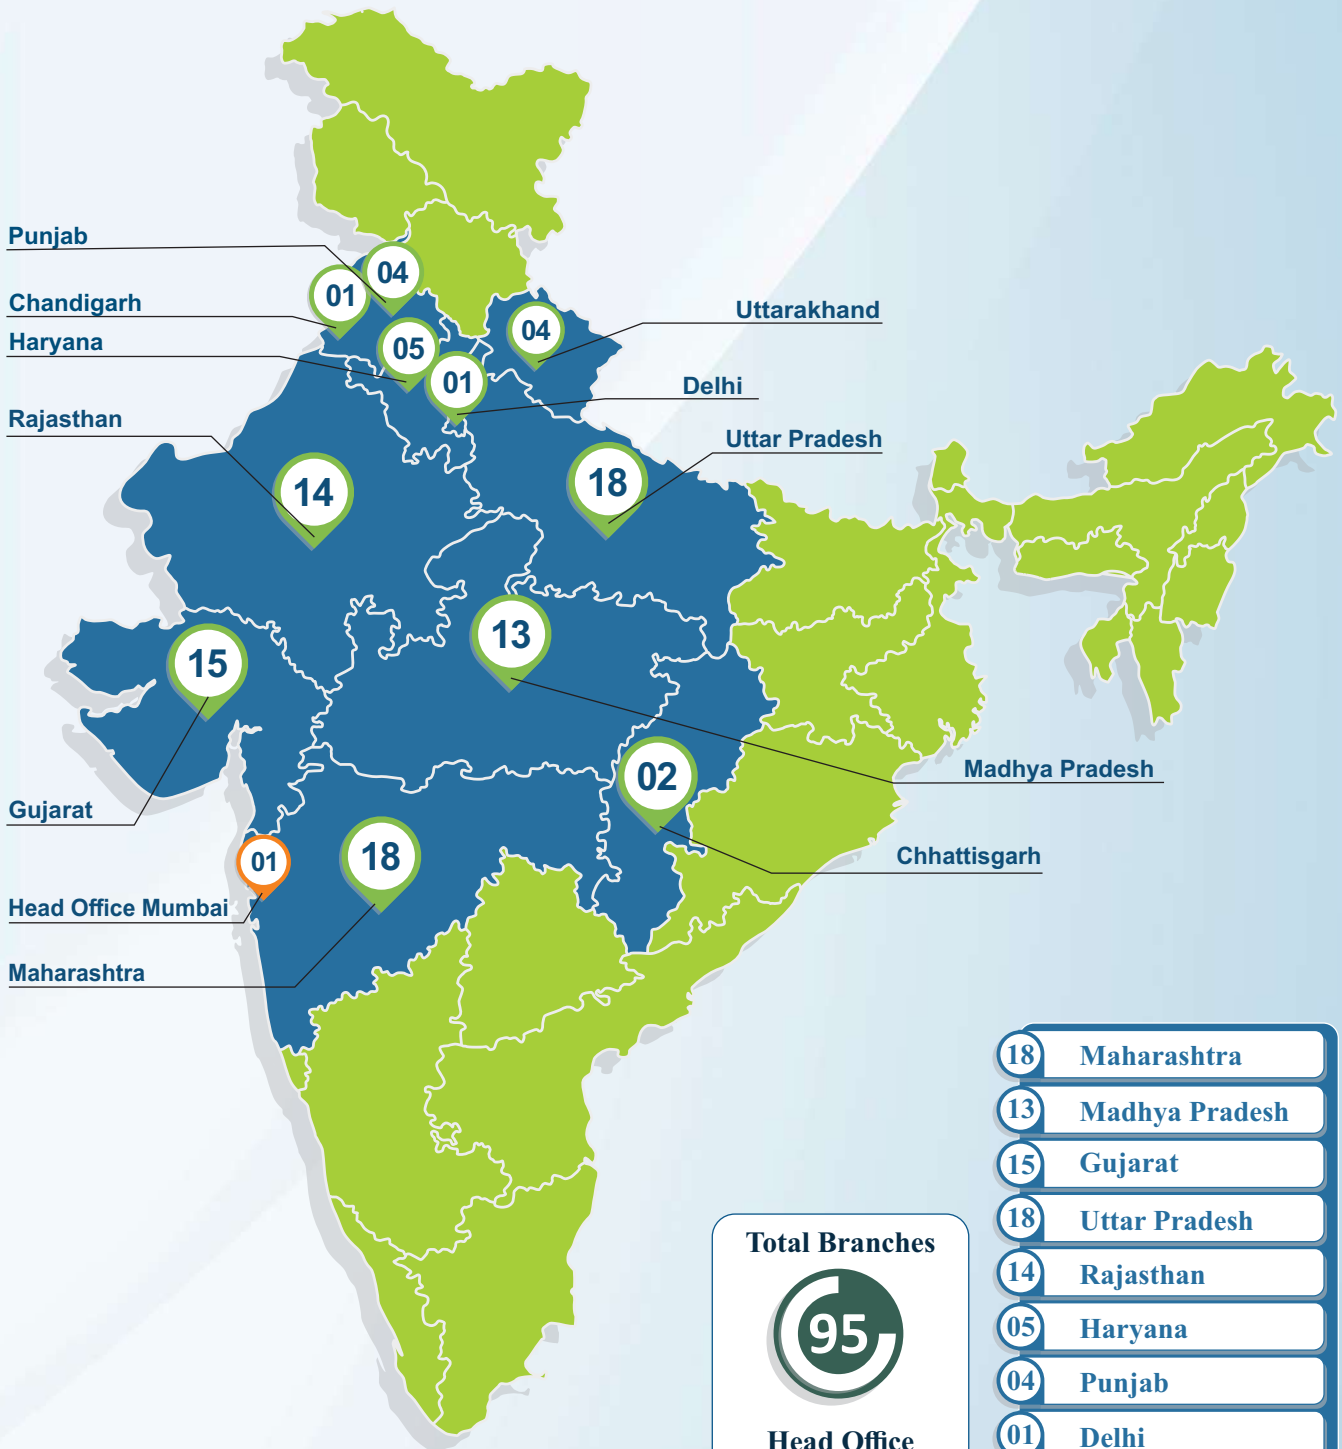 Punjab
04
01
Chandigarh
Uttarakhand
04
05
Haryana
01
Delhi
Rajasthan
Uttar Pradesh
14
18
13
15
02
Madhya Pradesh
Gujarat
18
Chhattisgarh
01
Head Office Mumbai
Maharashtra
18 Maharashtra
13 Madhya Pradesh
15 Gujarat
18 Uttar Pradesh
14 Rajasthan
05 Haryana
04 Punjab
01 Delhi
Total Branches
95
Head Office